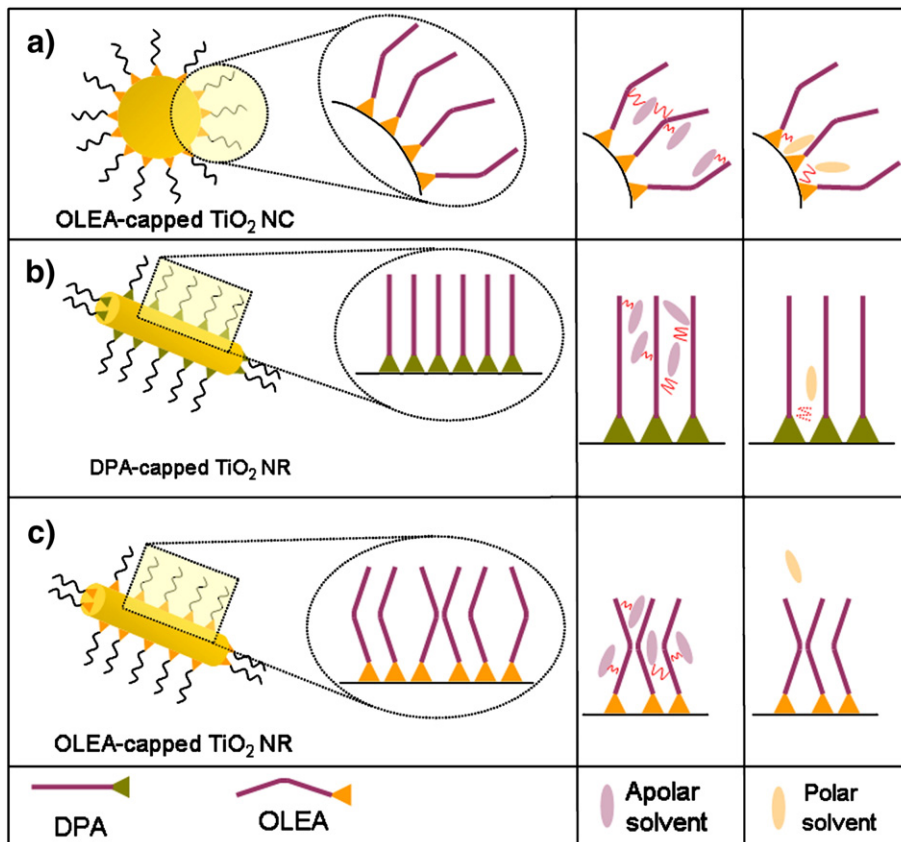 a)
OLEA-capped TiO₂ NC
b)
DPA-capped TiO₂ NR
c)
OLEA-capped TiO₂ NR
DPA
OLEA
Apolar
solvent
Polar
solvent